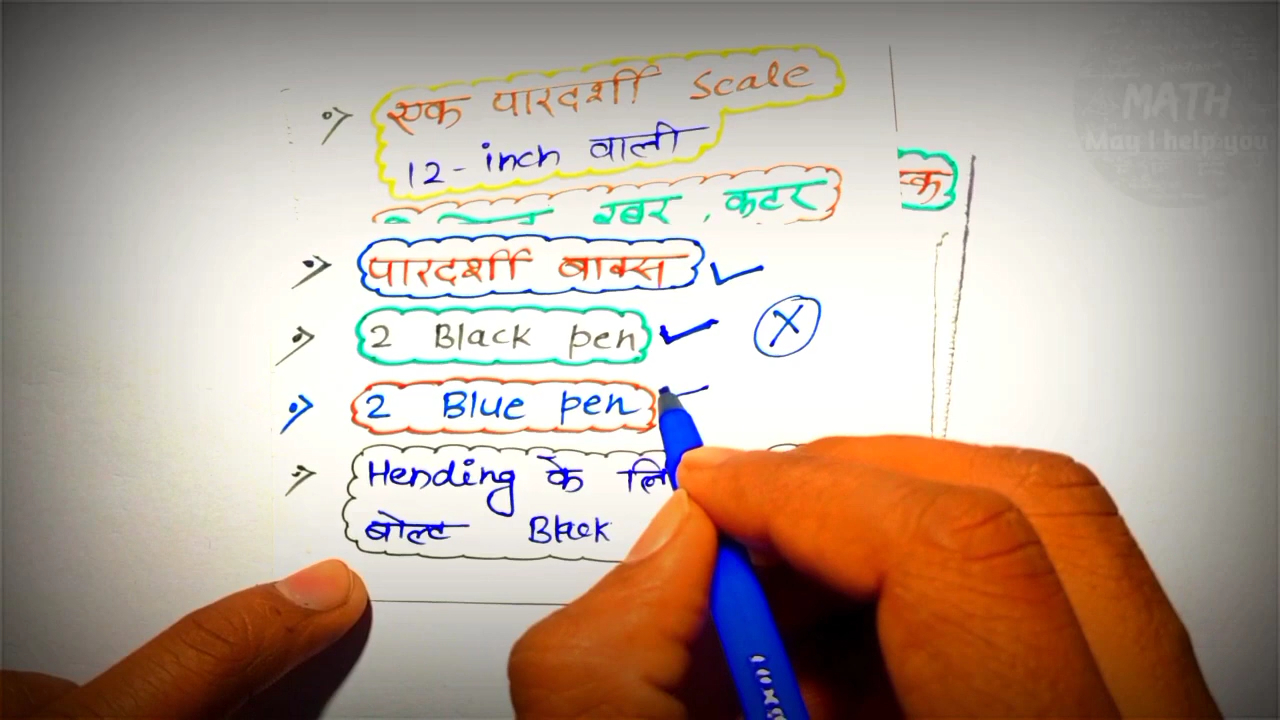 एक पारदर्शी Scale
12-inch वाली
रबर, कटर
पारदर्शी बाक्स
2 Black pen
X
2 Blue pen
Hending के लि
बोल्ट Black
MATH
May I help you